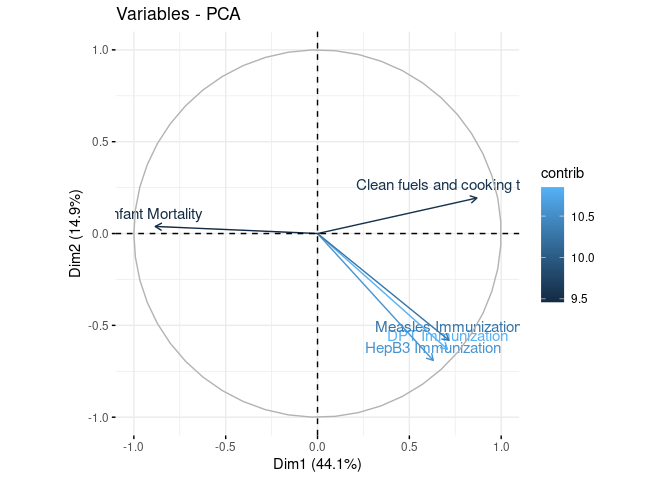 Variables - PCA
1.0
0.5
0.0
-0.5
-1.0
Dim2 (14.9%)
Clean fuels and cooking t
nfant Mortality
Measles Immunization
DPT Immunization
HepB3 Immunization
-1.0 -0.5 0.0 0.5 1.0
Dim1 (44.1%)
contrib
10.5
10.0
9.5